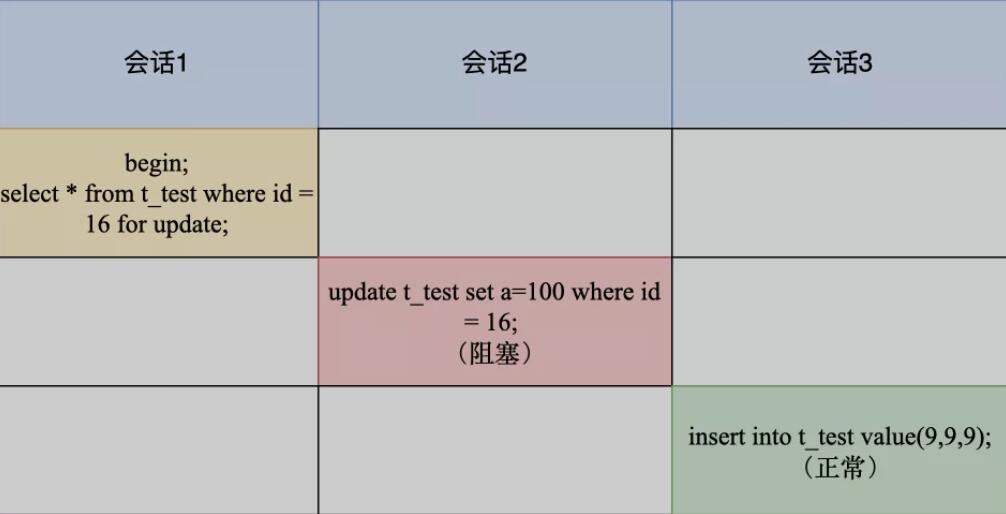 会话1
会话2
会话3
begin;
select * from t_test where id =
16 for update;
update t_test set a=100 where id
= 16;
（阻塞）
insert into t_test value(9,9,9);
（正常）